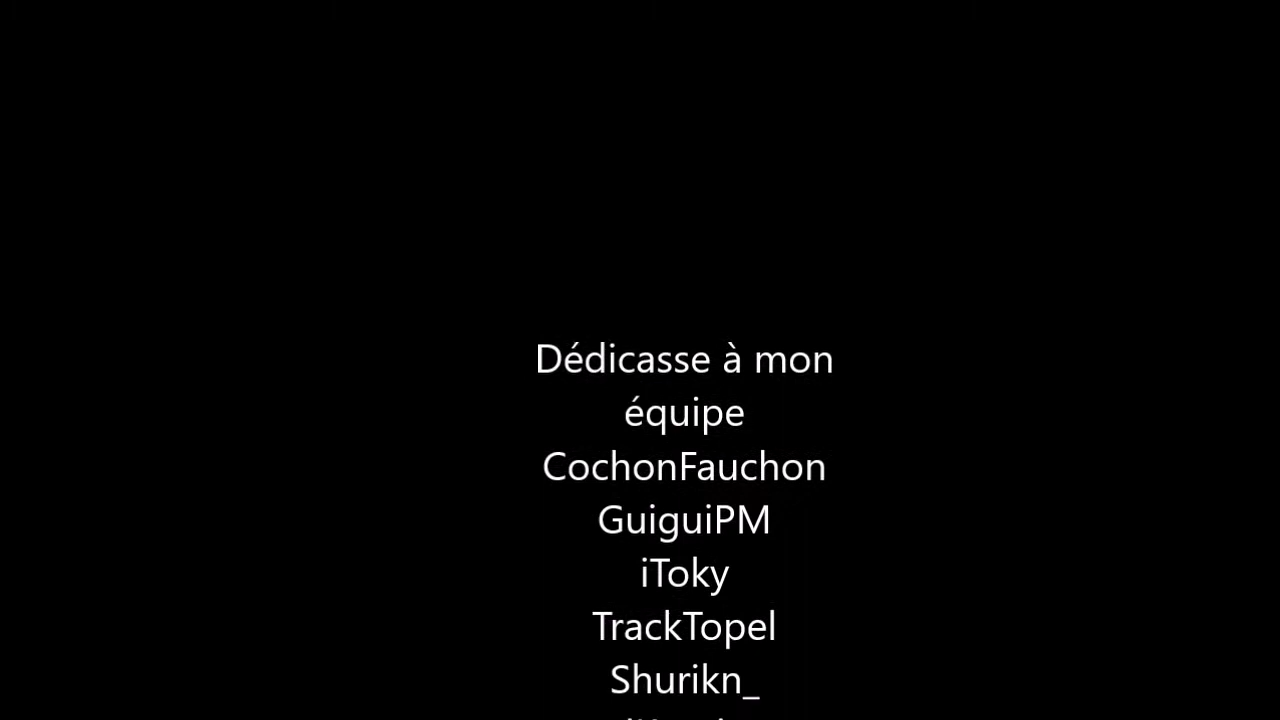 Dédicasse à mon
équipe
CochonFauchon
GuiguiPM
iToky
TrackTopel
Shurikn_